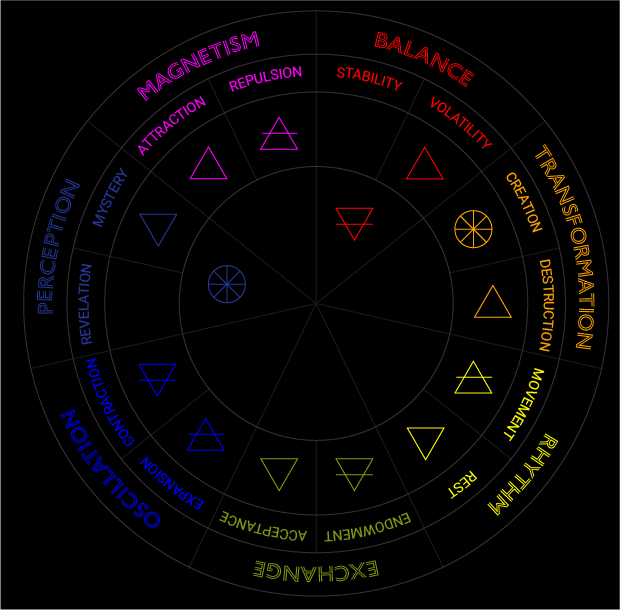 BALANCE
STABILITY
VOLATILITY
TRANSFORMATION
CREATION
DESTRUCTION
RHYTHM
MOVEMENT
REST
EXCHANGE
ENDOWMENT
ACCEPTANCE
OSCILLATION
EXPANSION
CONTRACTION
PERCEPTION
REVELATION
MYSTERY
MAGNETISM
ATTRACTION
REPULSION